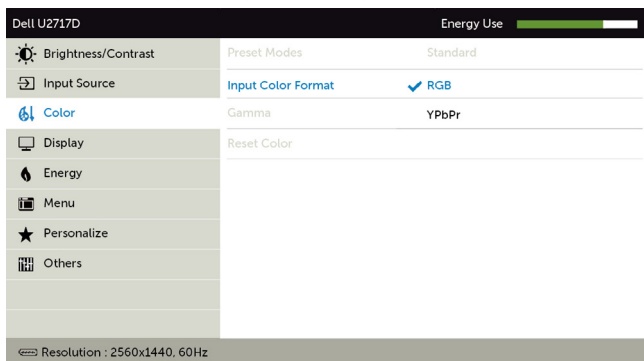 Dell U2717D Energy Use
Brightness/Contrast Preset Modes Standard
Input Source Input Color Format RGB
Color Gamma YPbPr
Display Reset Color
Energy
Menu
Personalize
Others
Resolution : 2560x1440, 60Hz